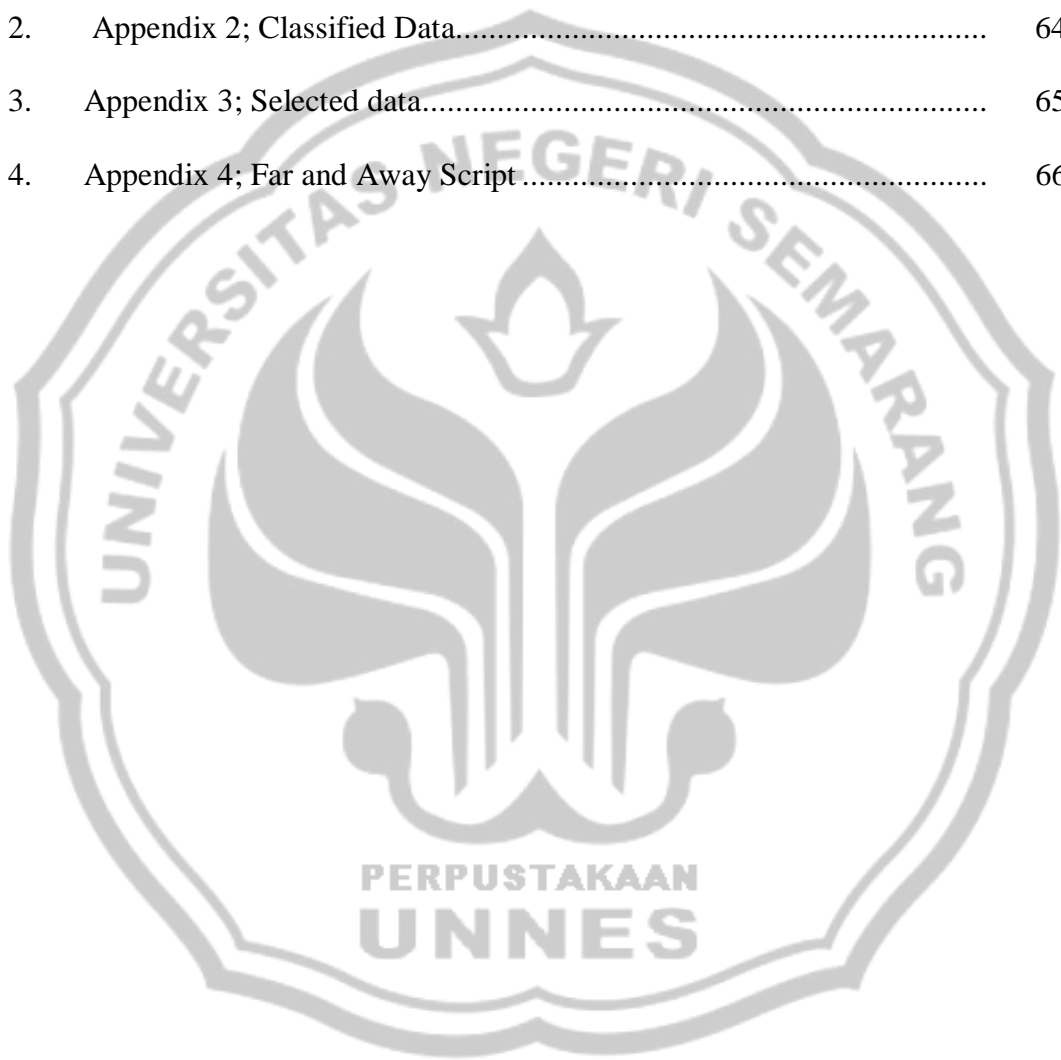 2. Appendix 2; Classified Data................................................................ 64
3. Appendix 3; Selected data..................................................................... 65
4. Appendix 4; Far and Away Script......................................................... 66
UNIVERSITAS NEGERI SEMARANG
PERPUSTAKAAN
UNNES